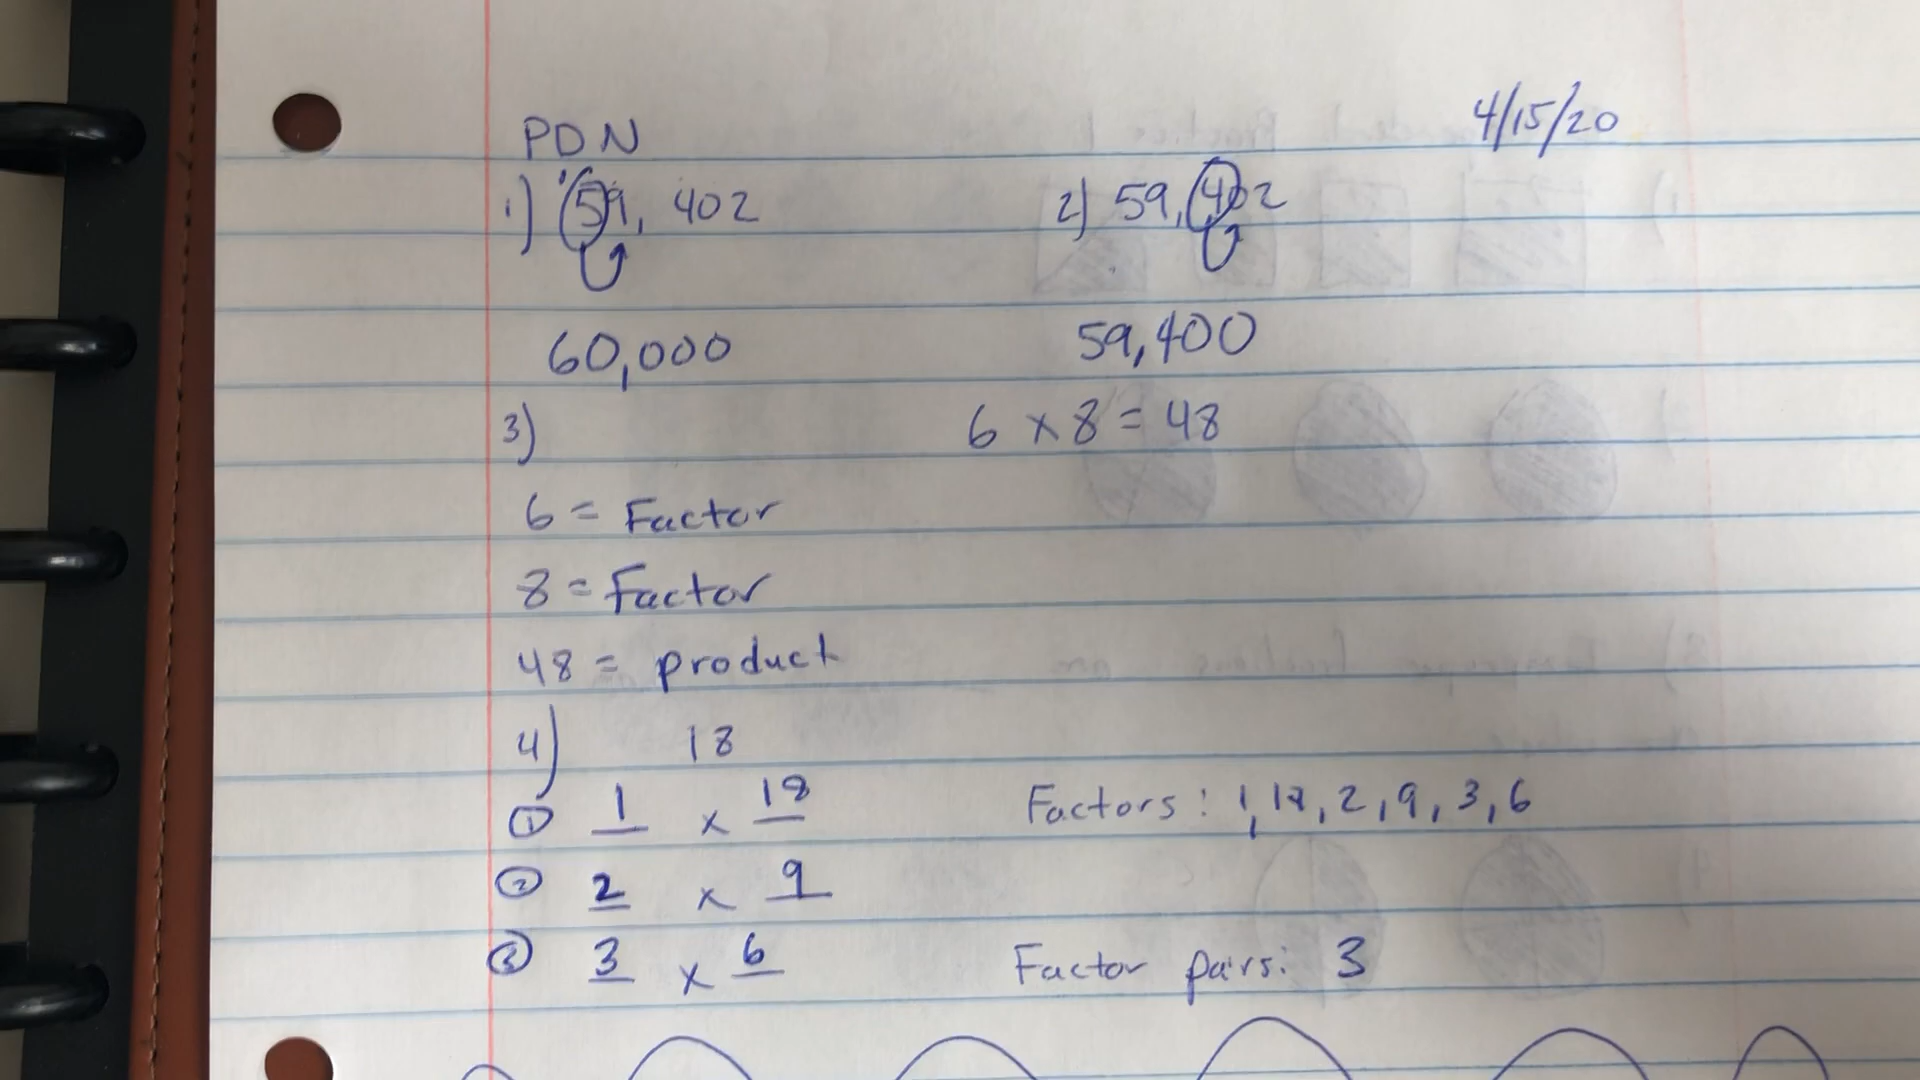 PDN 4/15/20
1) 59,402 2) 59,402
60,000 59,400
3) 6 x 8 = 48
6 = Factor
8 = Factor
48 = product
4) 18
① 1 x 18 Factors: 1, 18, 2, 9, 3, 6
② 2 x 9
③ 3 x 6 Factor pairs: 3